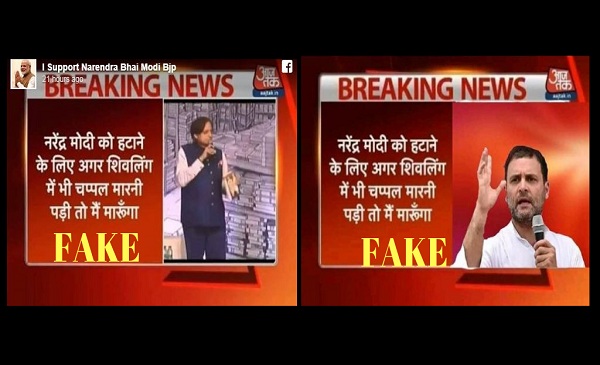 I Support Narendra Bhai Modi Bjp
21 hours ago
BREAKING NEWS
आज
तक
aajtak.in
नरेंद्र मोदी को हटाने
के लिए अगर शिवलिंग
में भी चप्पल मारनी
पड़ी तो मैं मारूँगा
FAKE
BREAKING NEWS
आज
तक
aajtak.in
नरेंद्र मोदी को हटाने
के लिए अगर शिवलिंग
में भी चप्पल मारनी
पड़ी तो मैं मारूँगा
FAKE